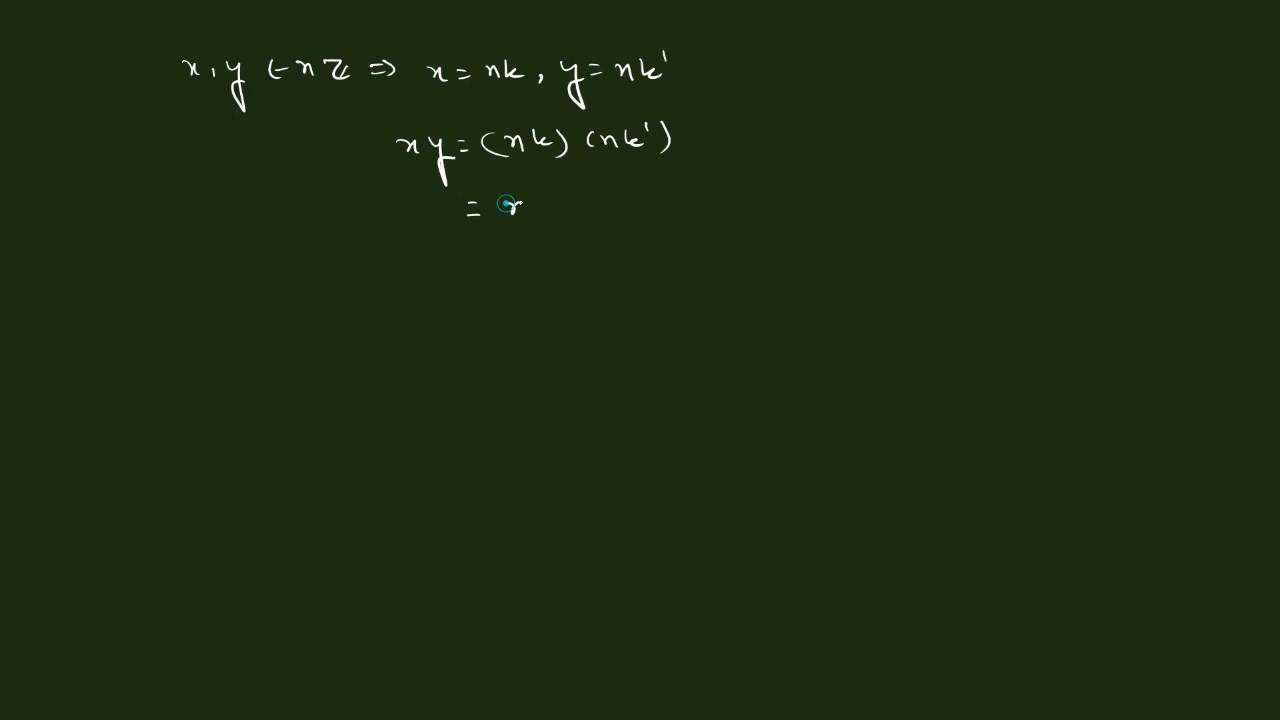 x, y ∈ nℤ ⇒ x = nk, y = nk'
xy = (nk) (nk')
=